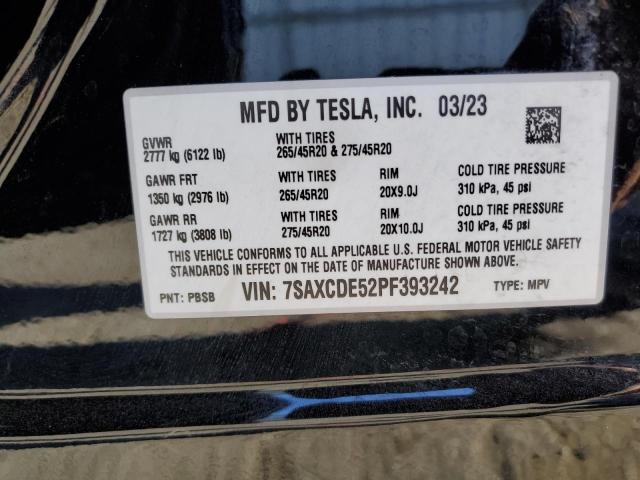 MFD BY TESLA, INC. 03/23
GVWR
2777 kg (6122 lb)
WITH TIRES
265/45R20 & 275/45R20
GAWR FRT
1350 kg (2976 lb)
WITH TIRES
265/45R20
RIM
20X9.0J
COLD TIRE PRESSURE
310 kPa, 45 psi
GAWR RR
1727 kg (3808 lb)
WITH TIRES
275/45R20
RIM
20X10.0J
COLD TIRE PRESSURE
310 kPa, 45 psi
THIS VEHICLE CONFORMS TO ALL APPLICABLE U.S. FEDERAL MOTOR VEHICLE SAFETY
STANDARDS IN EFFECT ON THE DATE OF MANUFACTURE SHOWN ABOVE.
PNT: PBSB VIN: 7SAXCDE52PF393242 TYPE: MPV